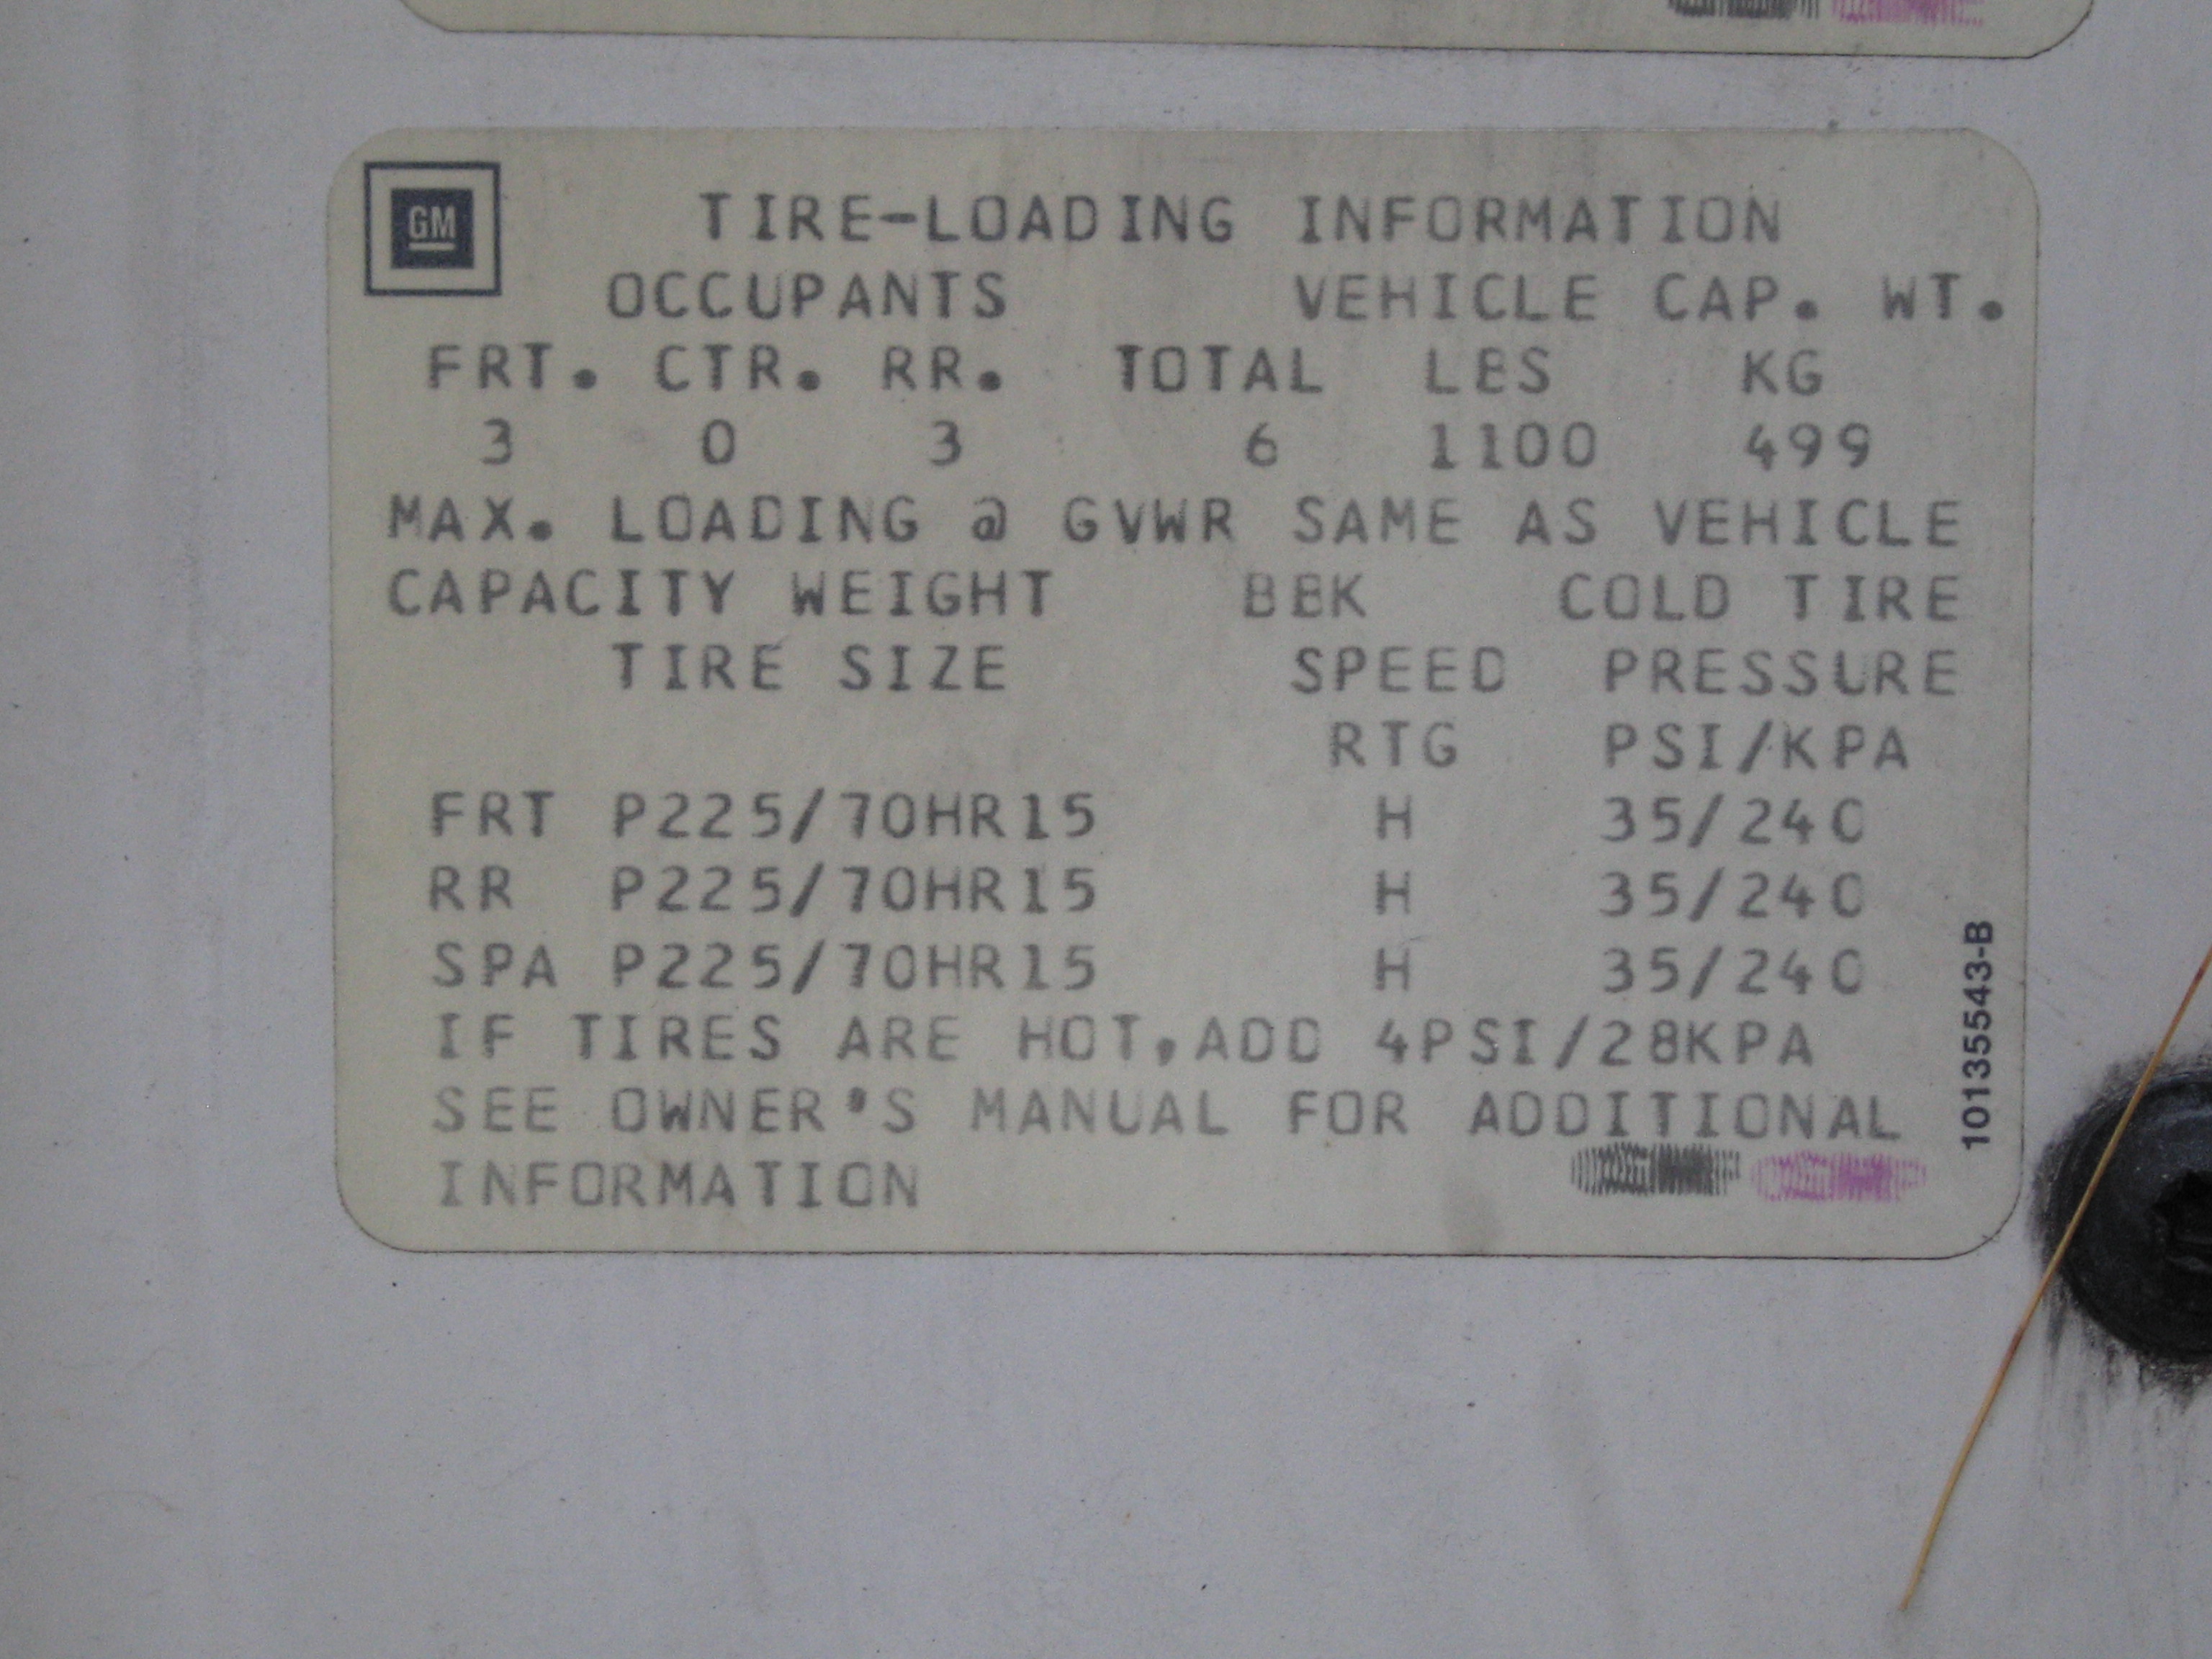 GM
TIRE-LOADING INFORMATION
OCCUPANTS VEHICLE CAP. WT.
FRT. CTR. RR. TOTAL LBS KG
3 0 3 6 1100 499
MAX. LOADING @ GVWR SAME AS VEHICLE
CAPACITY WEIGHT BBK COLD TIRE
TIRE SIZE SPEED PRESSURE
RTG PSI/KPA
FRT P225/70HR15 H 35/240
RR P225/70HR15 H 35/240
SPA P225/70HR15 H 35/240
IF TIRES ARE HOT,ADD 4PSI/28KPA
SEE OWNER'S MANUAL FOR ADDITIONAL
INFORMATION
10135543-B